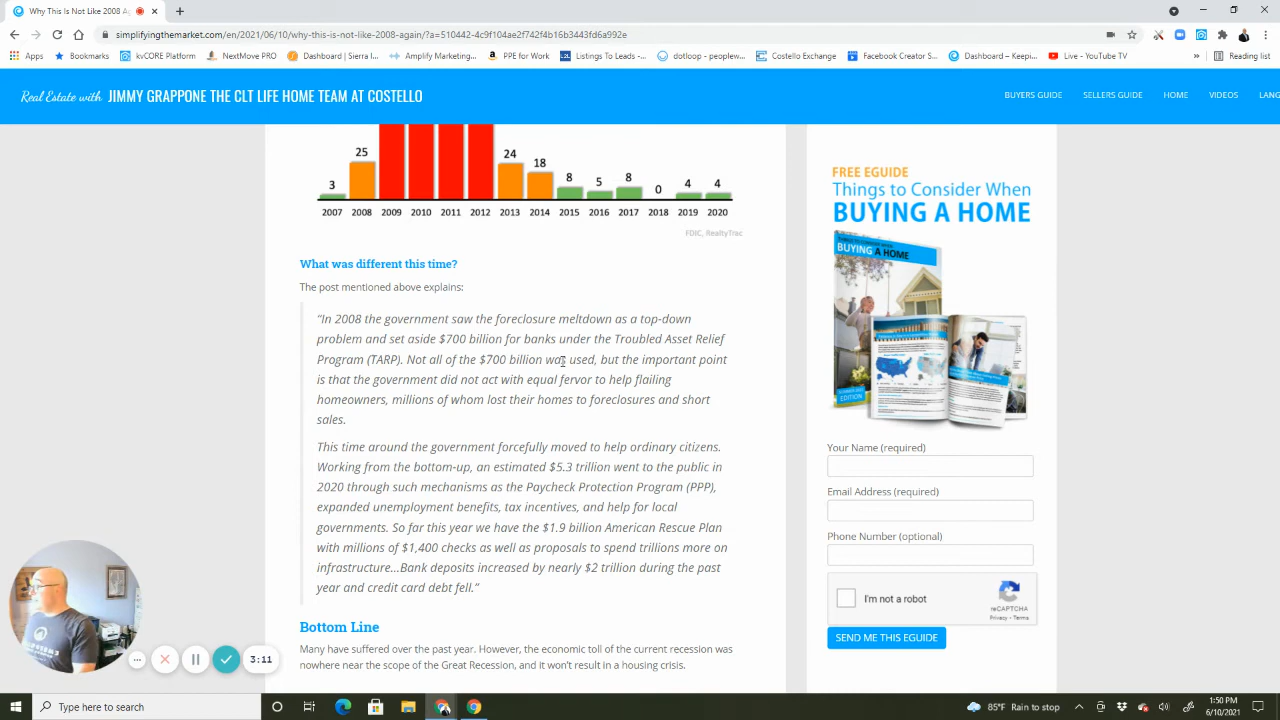 Why This Is Not Like 2008 A
simplifyingthemarket.com/en/2021/06/10/why-this-is-not-like-2008-again/?a=510442-4c9f104ae2f742f4b16b3443fd6a992e
Apps Bookmarks kvCORE Platform NextMove PRO Dashboard | Sierra I... Amplify Marketing... PPE for Work Listings To Leads -... dotloop - peoplewor... Costello Exchange Facebook Creator S... Dashboard – Keepi... Live - YouTube TV » Reading list
Real Estate with JIMMY GRAPPONE THE CLT LIFE HOME TEAM AT COSTELLO
BUYERS GUIDE SELLERS GUIDE HOME VIDEOS LANG
3 25 24 18 8 5 8 0 4 4
2007 2008 2009 2010 2011 2012 2013 2014 2015 2016 2017 2018 2019 2020
FDIC, RealtyTrac
What was different this time?
The post mentioned above explains:
“In 2008 the government saw the foreclosure meltdown as a top-down
problem and set aside $700 billion for banks under the Troubled Asset Relief
Program (TARP). Not all of the $700 billion was used, but the important point
is that the government did not act with equal fervor to help flailing
homeowners, millions of whom lost their homes to foreclosures and short
sales.
This time around the government forcefully moved to help ordinary citizens.
Working from the bottom-up, an estimated $5.3 trillion went to the public in
2020 through such mechanisms as the Paycheck Protection Program (PPP),
expanded unemployment benefits, tax incentives, and help for local
governments. So far this year we have the $1.9 billion American Rescue Plan
with millions of $1,400 checks as well as proposals to spend trillions more on
infrastructure…Bank deposits increased by nearly $2 trillion during the past
year and credit card debt fell.”
Bottom Line
Many have suffered over the past year. However, the economic toll of the current recession was
nowhere near the scope of the Great Recession, and it won’t result in a housing crisis.
FREE EGUIDE
Things to Consider When
BUYING A HOME
THINGS TO CONSIDER WHEN
BUYING A HOME
EDITION
Your Name (required)
Email Address (required)
Phone Number (optional)
I'm not a robot
reCAPTCHA
Privacy - Terms
SEND ME THIS EGUIDE
3:11
Type here to search
85°F Rain to stop
1:50 PM
6/10/2021